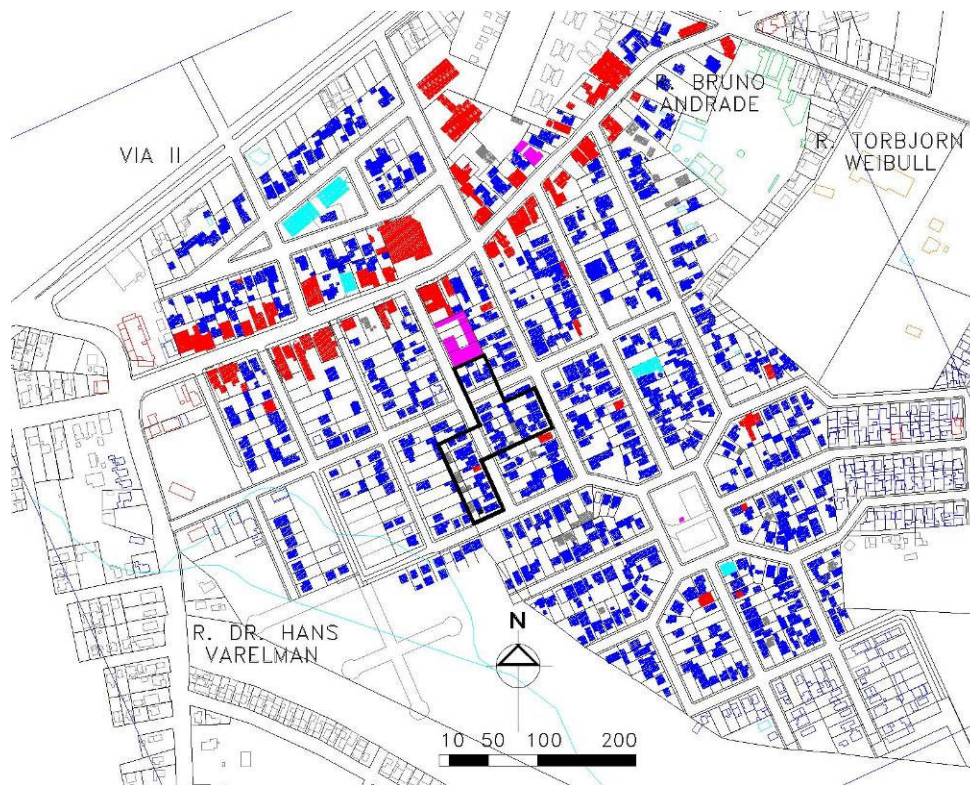 R. BRUNO
ANDRADE
R. TORBJORN
WEIBULL
VIA II
R. DR. HANS
VARELMAN
N
10 50 100 200